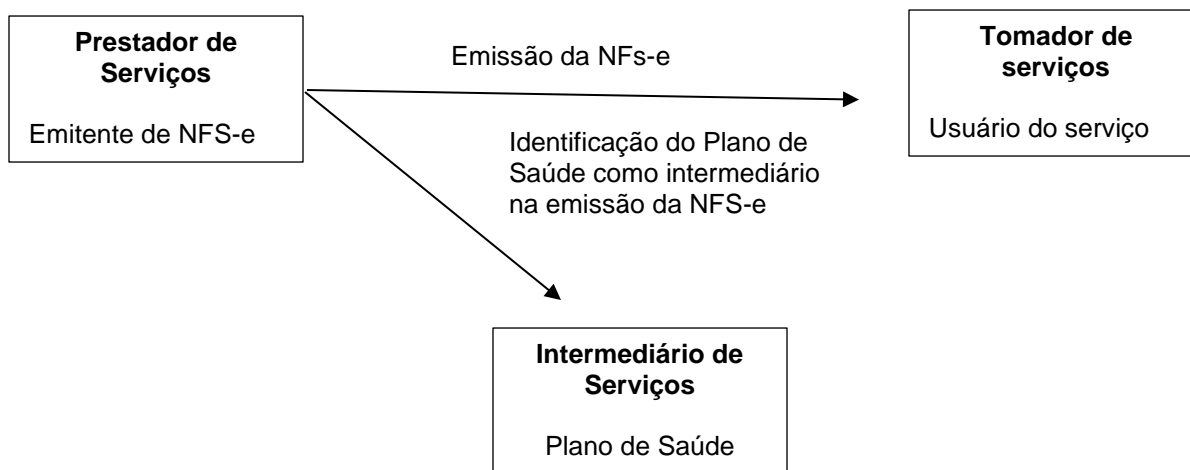 Prestador de
Serviços
Emitente de NFS-e
Emissão da NFs-e
Tomador de
serviços
Usuário do serviço
Identificação do Plano de
Saúde como intermediário
na emissão da NFS-e
Intermediário de
Serviços
Plano de Saúde